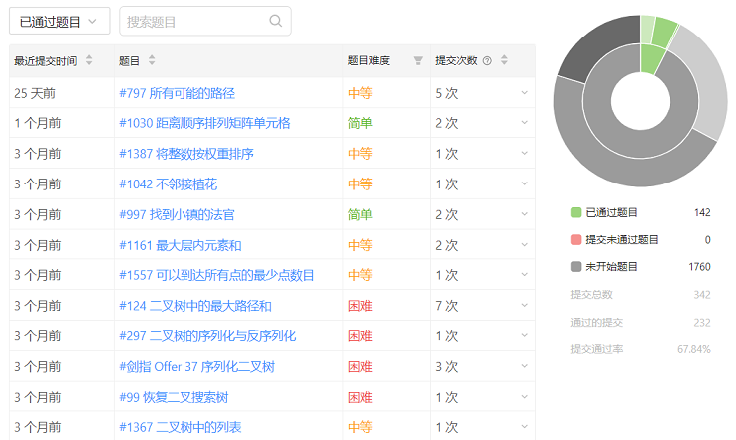 已通过题目 搜索题目
最近提交时间 题目 题目难度 提交次数
25 天前 #797 所有可能的路径 中等 5 次
1 个月前 #1030 距离顺序排列矩阵单元格 简单 2 次
3 个月前 #1387 将整数按权重排序 中等 1 次
3 个月前 #1042 不邻接植花 中等 1 次
3 个月前 #997 找到小镇的法官 简单 2 次
3 个月前 #1161 最大层内元素和 中等 2 次
3 个月前 #1557 可以到达所有点的最少点数目 中等 1 次
3 个月前 #124 二叉树中的最大路径和 困难 7 次
3 个月前 #297 二叉树的序列化与反序列化 困难 1 次
3 个月前 #剑指 Offer 37 序列化二叉树 困难 3 次
3 个月前 #99 恢复二叉搜索树 困难 1 次
3 个月前 #1367 二叉树中的列表 中等 1 次
已通过题目 142
提交未通过题目 0
未开始题目 1760
提交总数 342
通过的提交 232
提交通过率 67.84%